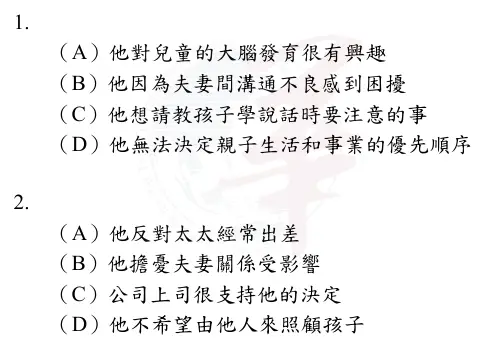 1.
（A）他對兒童的大腦發育很有興趣
（B）他因為夫妻間溝通不良感到困擾
（C）他想請教孩子學說話時要注意的事
（D）他無法決定親子生活和事業的優先順序
2.
（A）他反對太太經常出差
（B）他擔憂夫妻關係受影響
（C）公司上司很支持他的決定
（D）他不希望由他人來照顧孩子